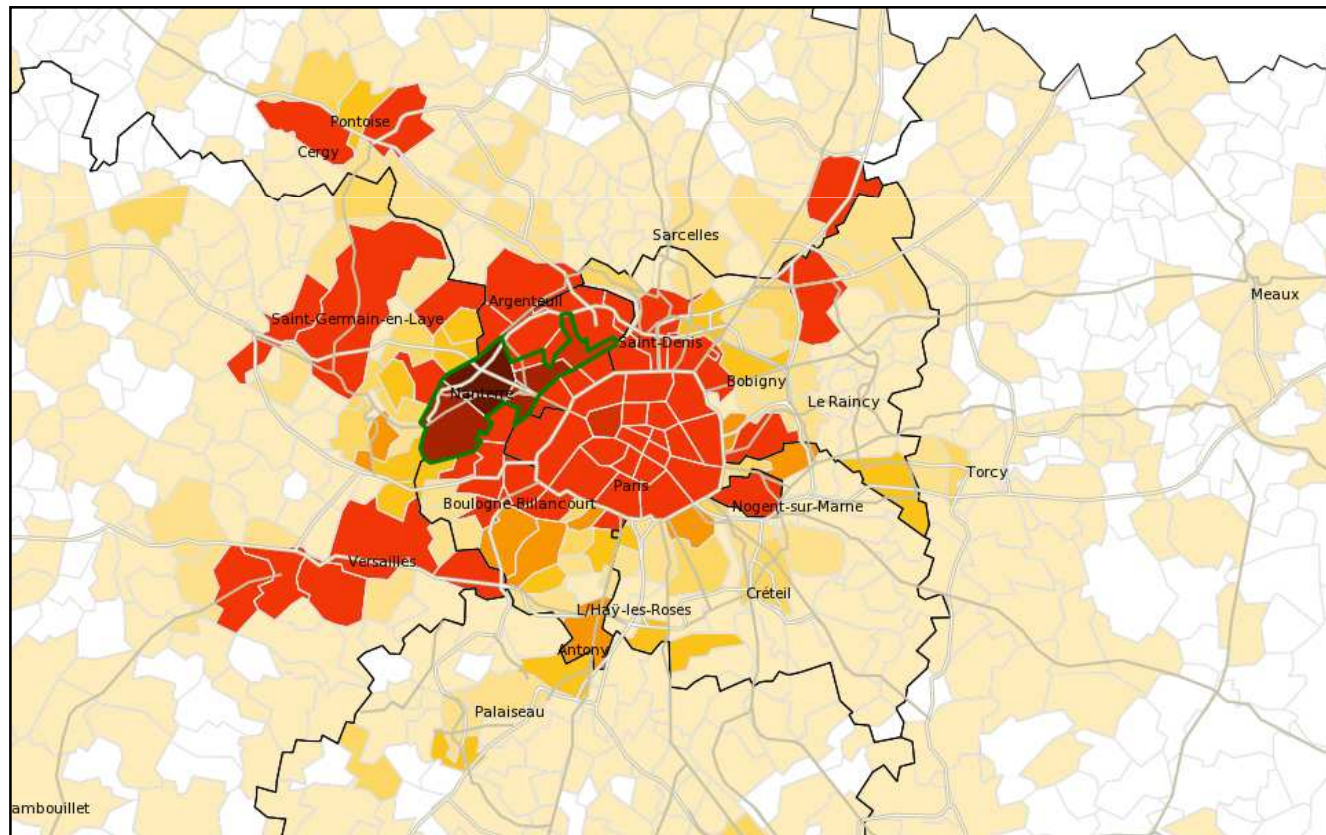 Pontoise
Cergy
Sarcelles
Meaux
Argenteuil
Saint-Germain-en-Laye
Saint-Denis
Bobigny
Nanterre
Le Raincy
Torcy
Paris
Boulogne-Billancourt
Nogent-sur-Marne
Versailles
Créteil
L/Haÿ-les-Roses
Antony
Palaiseau
ambouillet